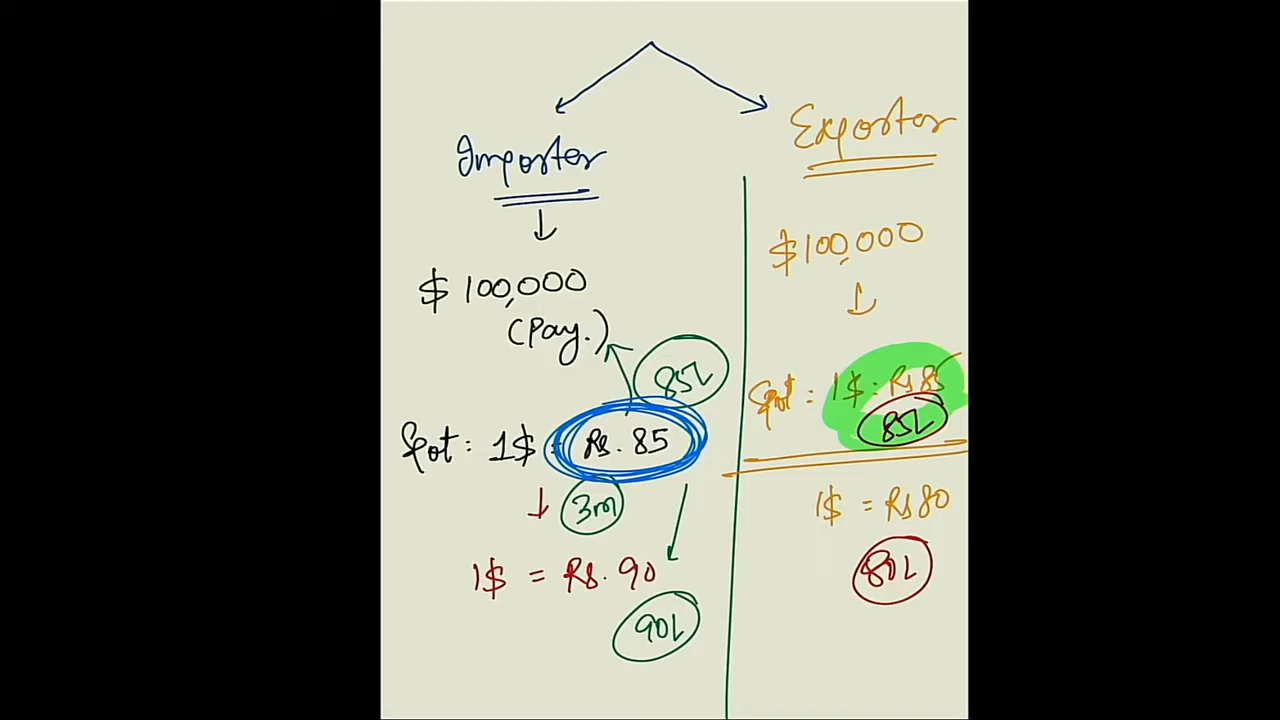 Importer
$ 100,000
(Pay.)
85L
Spot: 1$ = Rs. 85
3m
1$ = Rs. 90
90L
Exporter
$100,000
Spot: 1$ = Rs 85
85L
1$ = Rs 80
80L